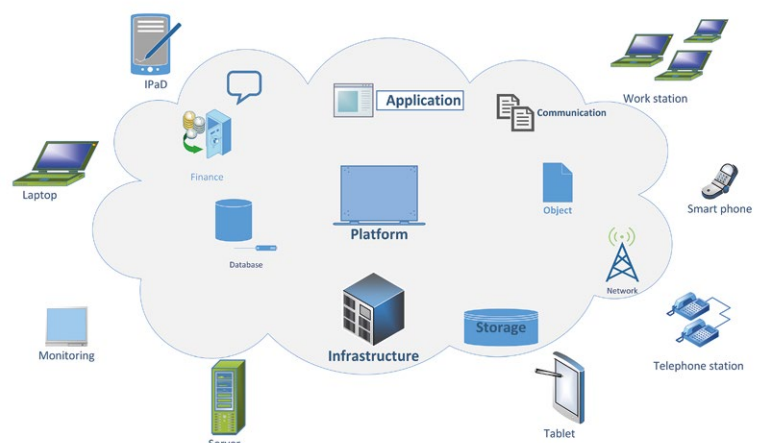 IPaD
Application
Communication
Work station
Finance
Laptop
Object
Smart phone
Platform
Database
Network
Storage
Monitoring
Infrastructure
Telephone station
Tablet
Server